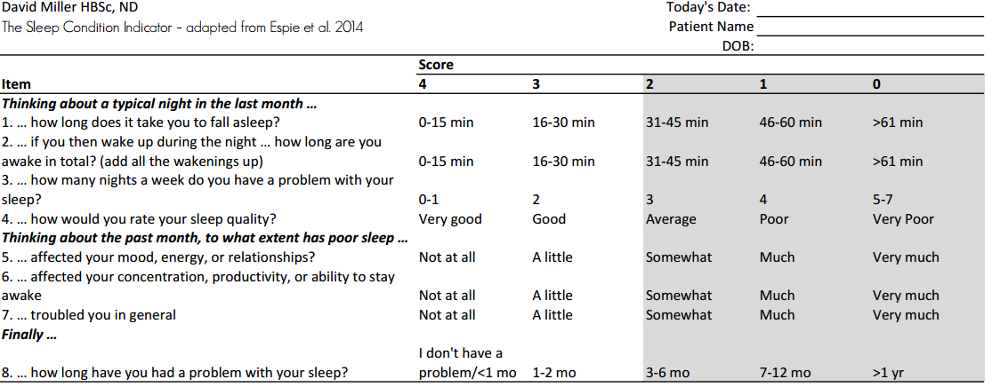 David Miller HBSc, ND Today's Date:
The Sleep Condition Indicator – adapted from Espie et al. 2014 Patient Name
DOB:
Score
Item 4 3 2 1 0
Thinking about a typical night in the last month ...
1. ... how long does it take you to fall asleep? 0-15 min 16-30 min 31-45 min 46-60 min >61 min
2. ... if you then wake up during the night ... how long are you
awake in total? (add all the wakenings up) 0-15 min 16-30 min 31-45 min 46-60 min >61 min
3. ... how many nights a week do you have a problem with your
sleep? 0-1 2 3 4 5-7
4. ... how would you rate your sleep quality? Very good Good Average Poor Very Poor
Thinking about the past month, to what extent has poor sleep ...
5. ... affected your mood, energy, or relationships? Not at all A little Somewhat Much Very much
6. ... affected your concentration, productivity, or ability to stay
awake Not at all A little Somewhat Much Very much
7. ... troubled you in general Not at all A little Somewhat Much Very much
Finally ...
I don't have a
8. ... how long have you had a problem with your sleep? problem/<1 mo 1-2 mo 3-6 mo 7-12 mo >1 yr